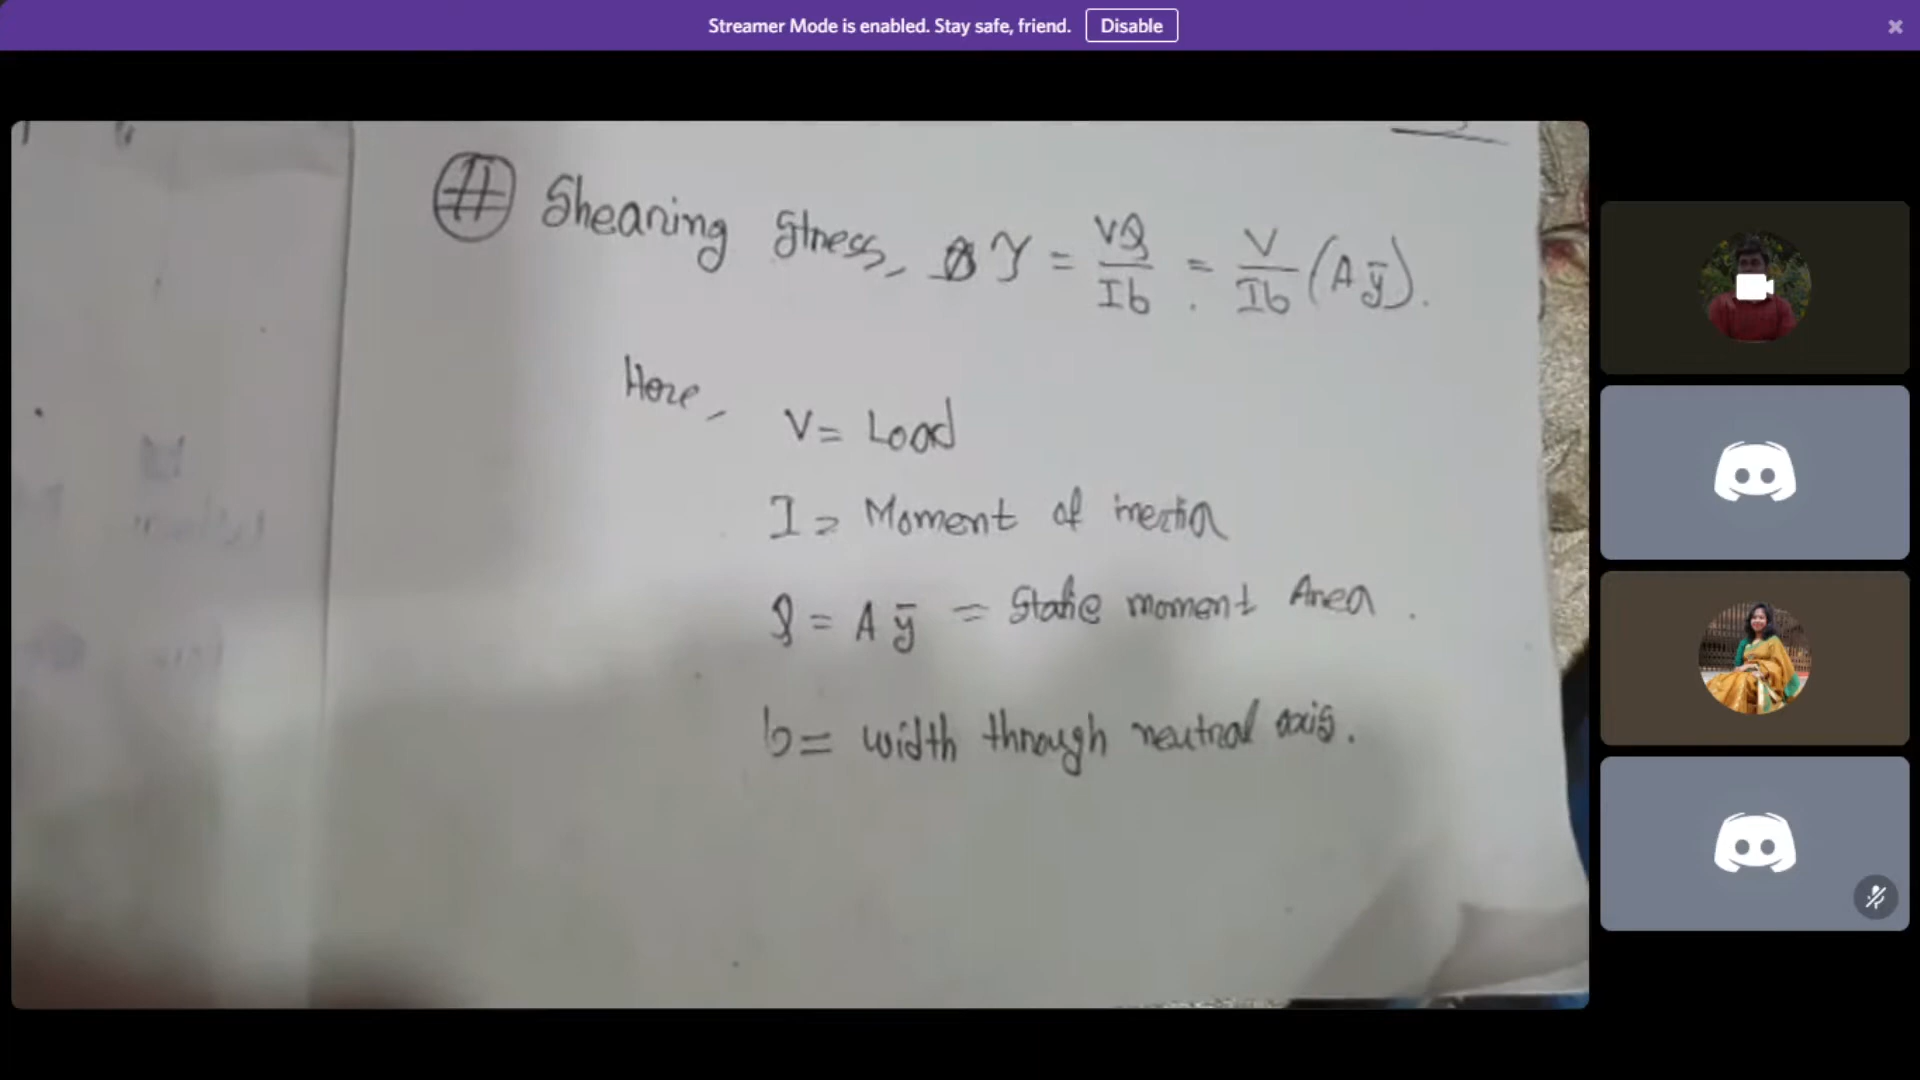 Streamer Mode is enabled. Stay safe, friend. Disable
# Shearing Stress, τ = VQ/Ib = V/Ib (A ȳ).
Here,
V = Load
I = Moment of inertia
Q = A ȳ = Static moment Area.
b = width through neutral axis.